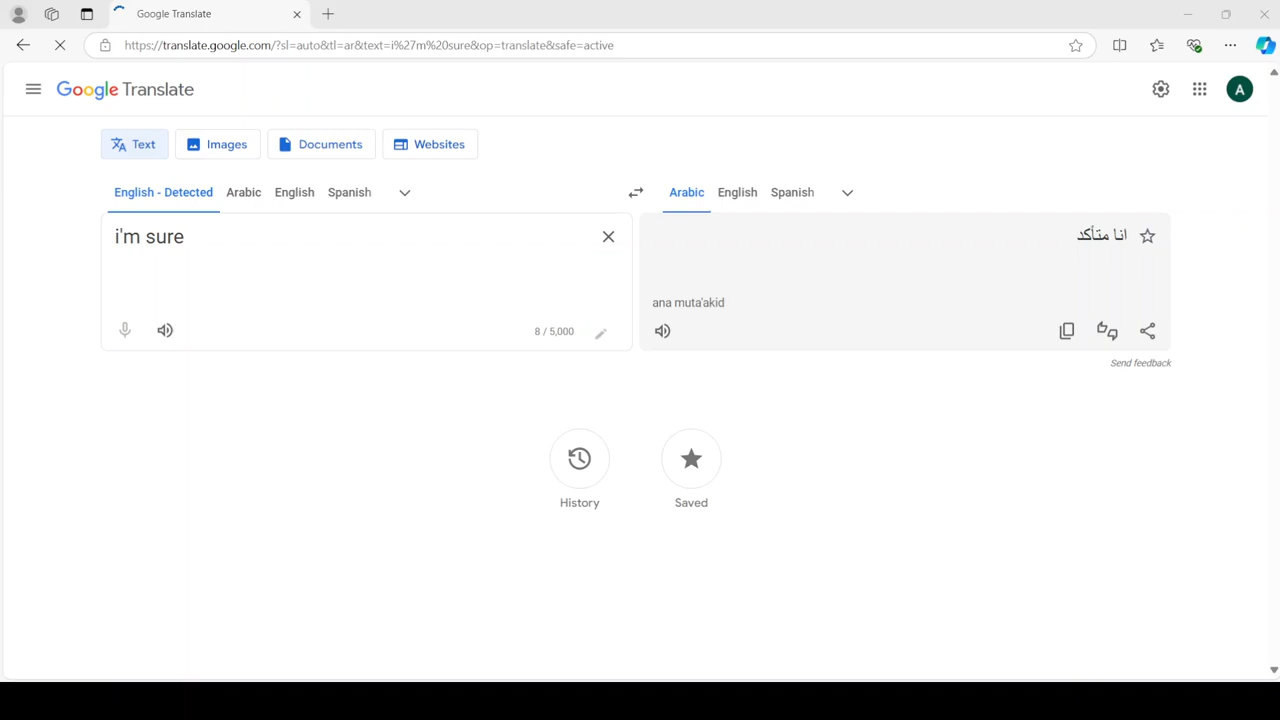 Google Translate
https://translate.google.com/?sl=auto&tl=ar&text=i%27m%20sure&op=translate&safe=active
Google Translate
A
Text Images Documents Websites
English - Detected Arabic English Spanish
Arabic English Spanish
i'm sure
انا متأكد
ana muta'akid
8 / 5,000
Send feedback
History Saved